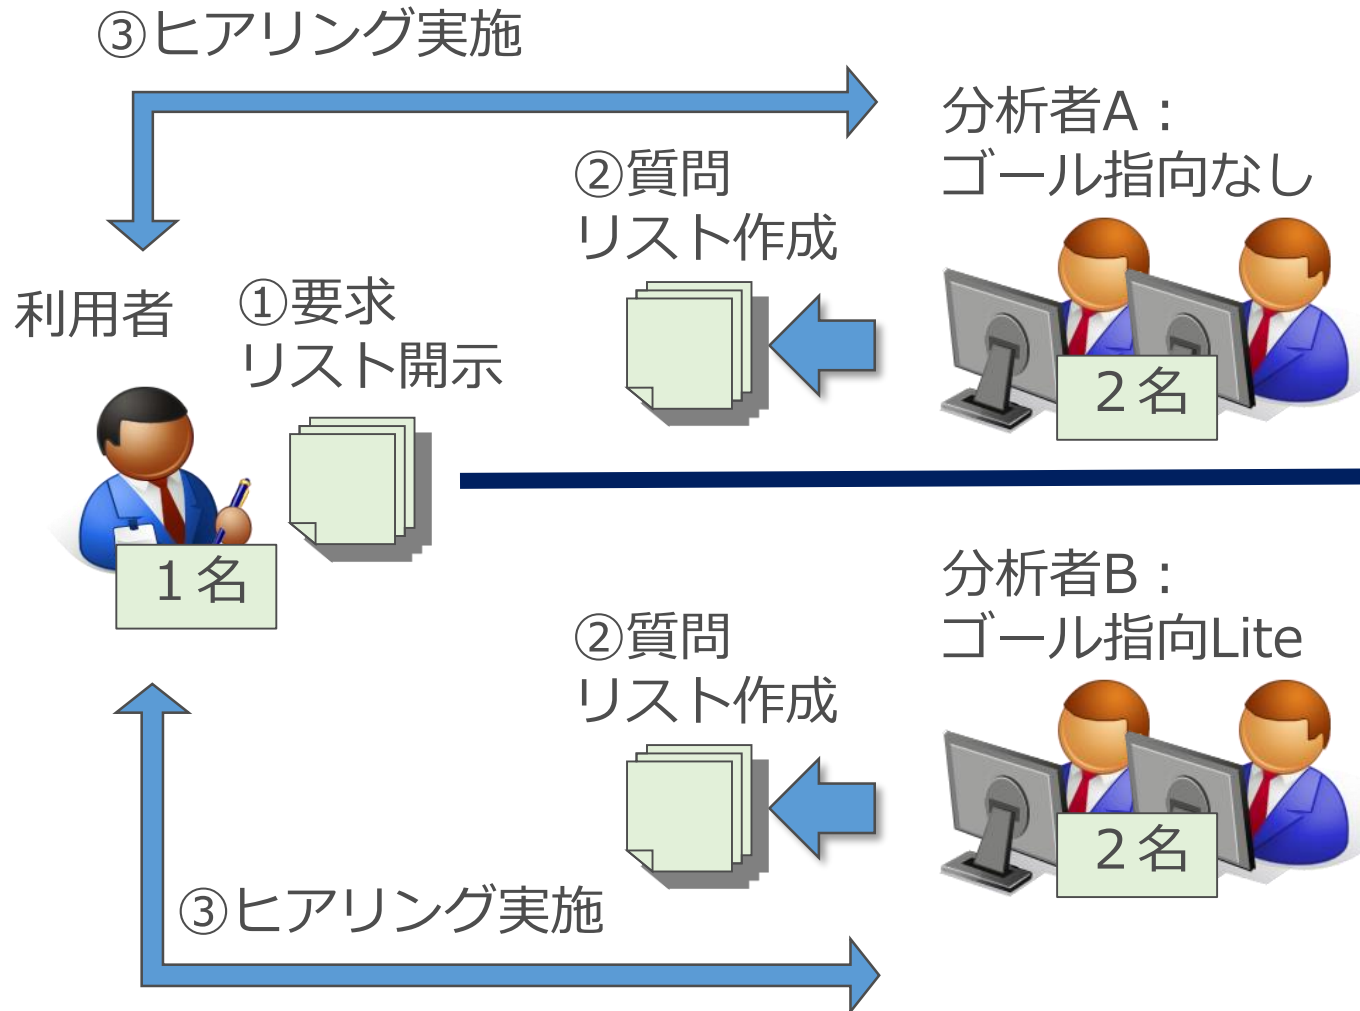 ③ヒアリング実施
分析者A：
ゴール指向なし
②質問
リスト作成
２名
利用者
①要求
リスト開示
１名
分析者B：
ゴール指向Lite
②質問
リスト作成
２名
③ヒアリング実施